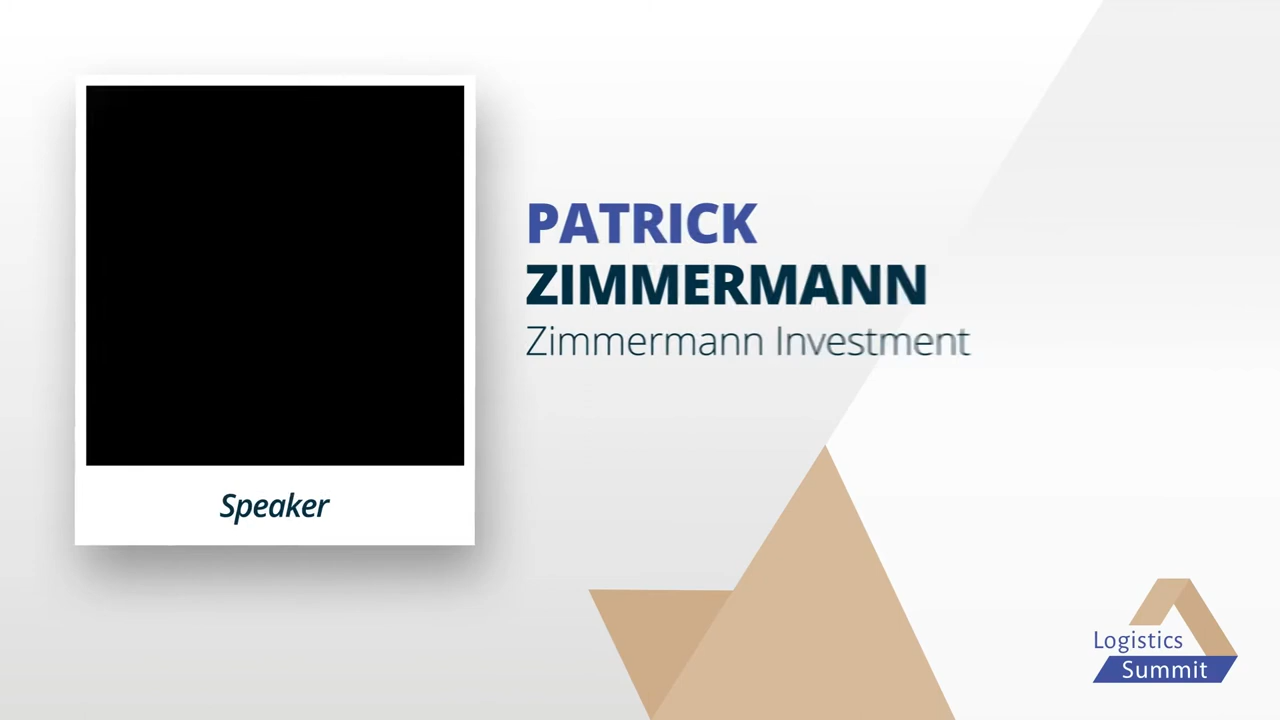 PATRICK
ZIMMERMANN
Zimmermann Investment
Speaker
Logistics
Summit